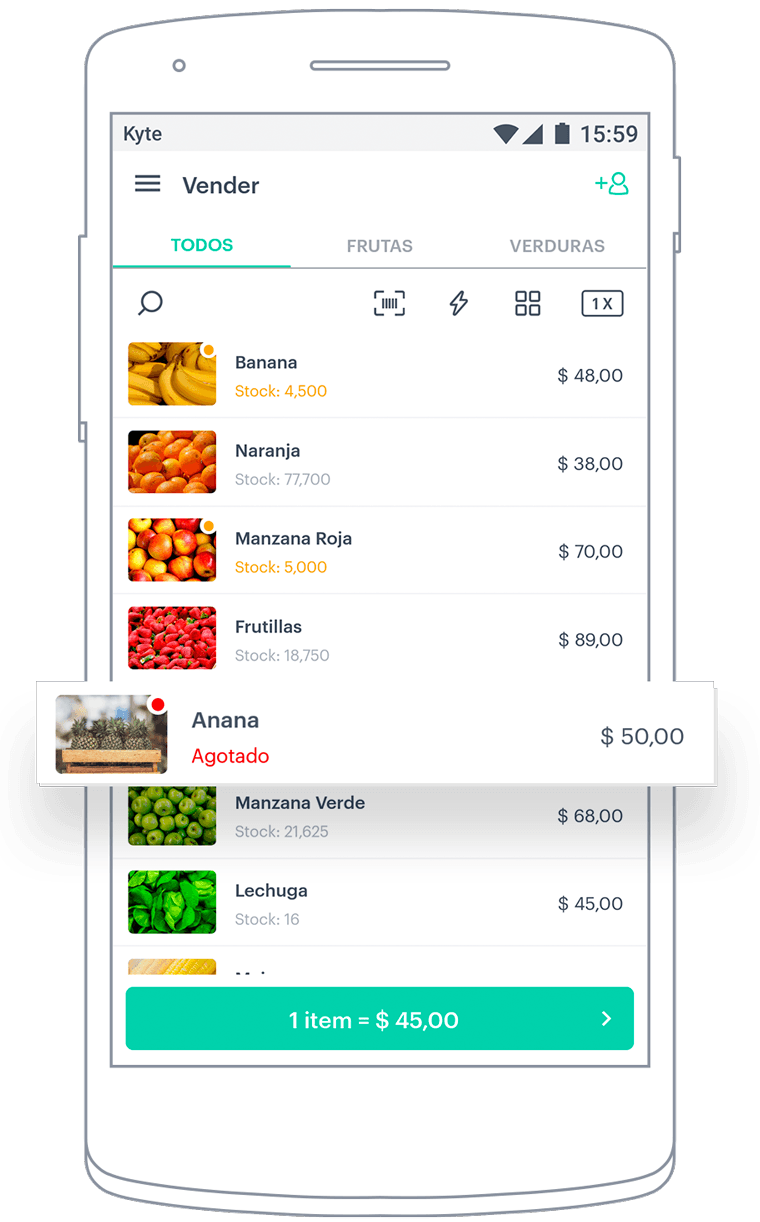 Kyte 15:59
Vender
TODOS FRUTAS VERDURAS
1 X
Banana
$ 48,00
Stock: 4,500
Naranja
$ 38,00
Stock: 77,700
Manzana Roja
$ 70,00
Stock: 5,000
Frutillas
$ 89,00
Stock: 18,750
Anana
$ 50,00
Agotado
Manzana Verde
$ 68,00
Stock: 21,625
Lechuga
$ 45,00
Stock: 16
1 item = $ 45,00